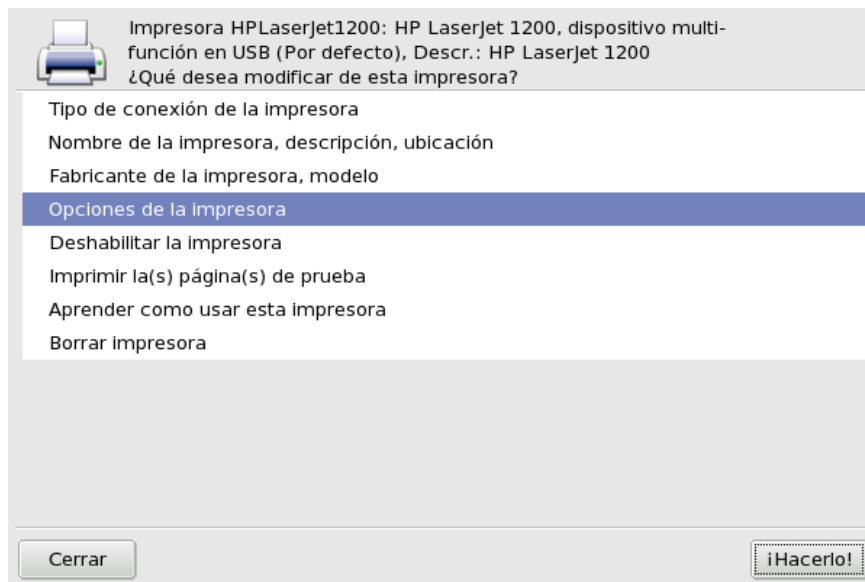 Impresora HPLaserJet1200: HP LaserJet 1200, dispositivo multi-
función en USB (Por defecto), Descr.: HP LaserJet 1200
¿Qué desea modificar de esta impresora?
Tipo de conexión de la impresora
Nombre de la impresora, descripción, ubicación
Fabricante de la impresora, modelo
Opciones de la impresora
Deshabilitar la impresora
Imprimir la(s) página(s) de prueba
Aprender como usar esta impresora
Borrar impresora
Cerrar
¡Hacerlo!